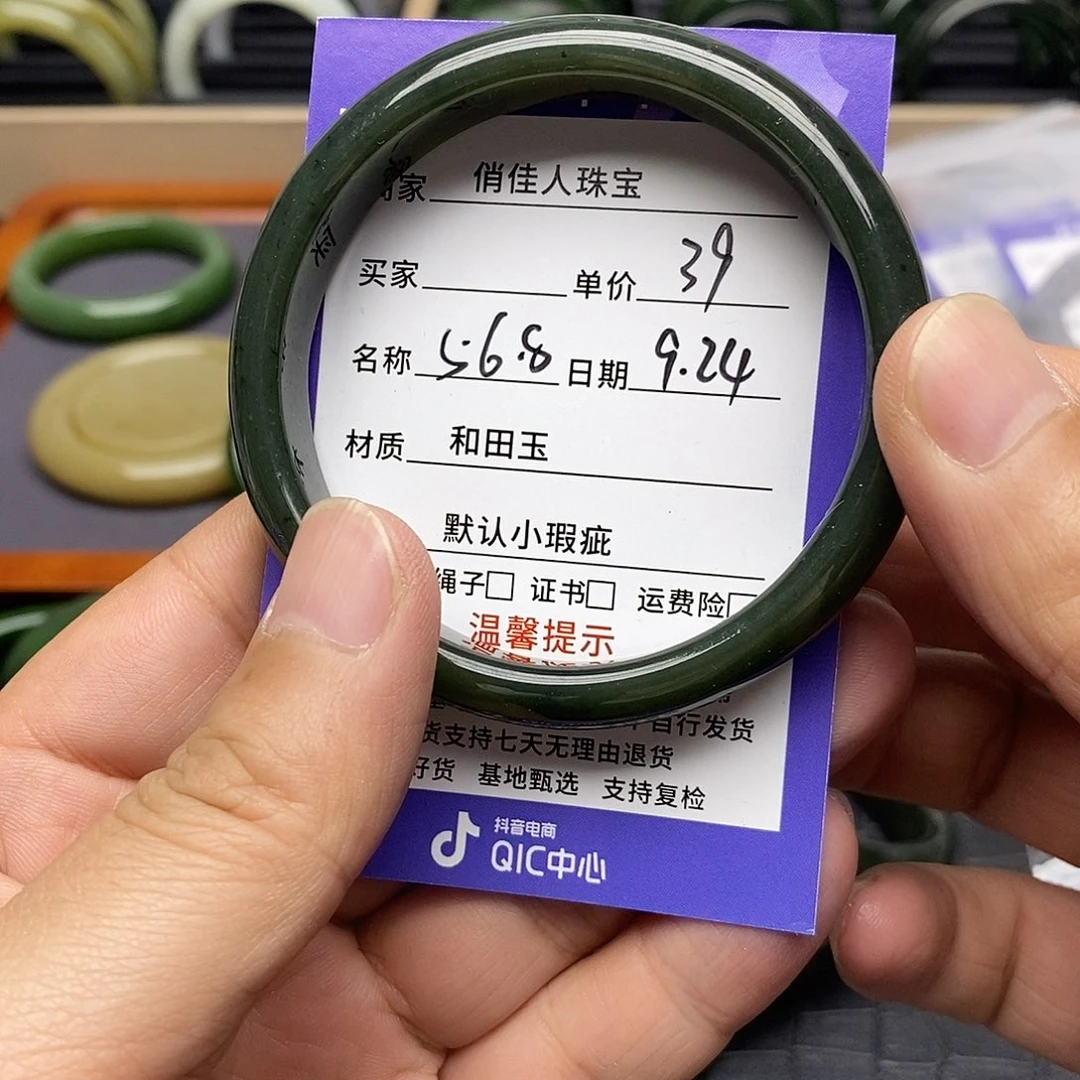 家 俏佳人珠宝
买家 单价 39
名称 56.8 日期 9.24
材质 和田玉
默认小瑕疵
绳子□ 证书□ 运费险□
温馨提示
自行发货
货支持七天无理由退货
好货 基地甄选 支持复检
抖音电商
QIC中心